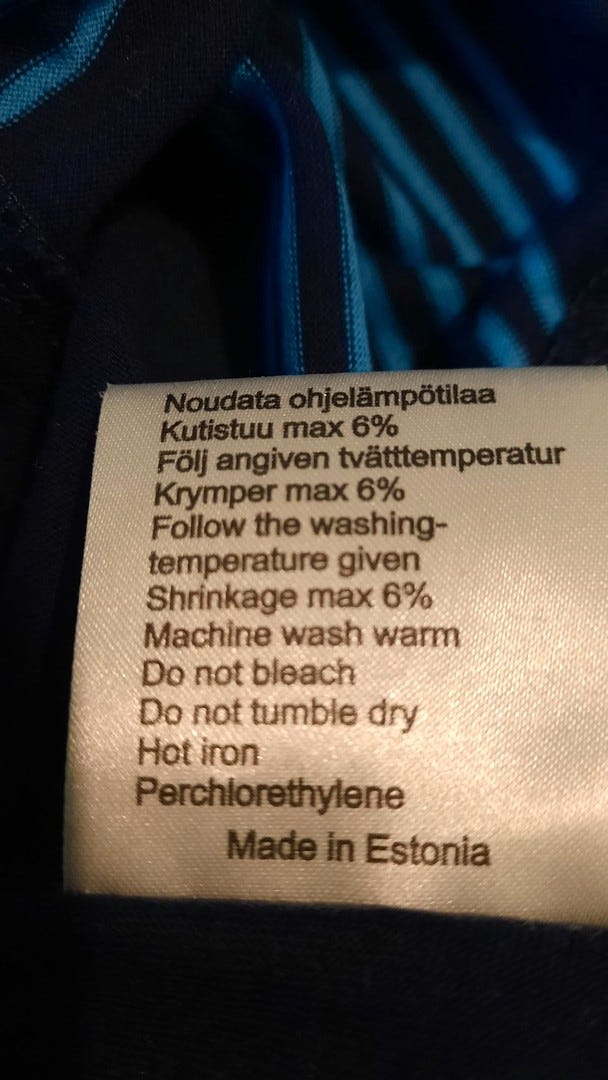 Noudata ohjelämpötilaa
Kutistuu max 6%
Följ angiven tvätttemperatur
Krymper max 6%
Follow the washing-
temperature given
Shrinkage max 6%
Machine wash warm
Do not bleach
Do not tumble dry
Hot iron
Perchlorethylene
Made in Estonia